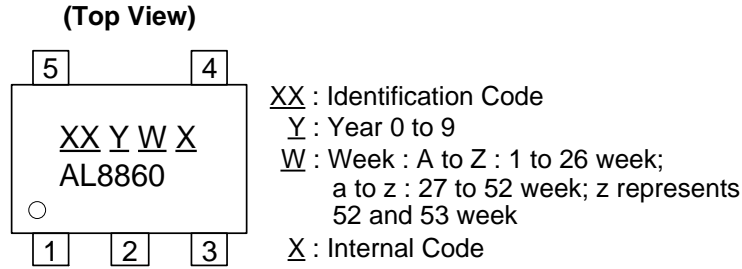 (Top View)
5 4
XX Y W X
AL8860
1 2 3
XX : Identification Code
Y : Year 0 to 9
W : Week : A to Z : 1 to 26 week;
a to z : 27 to 52 week; z represents
52 and 53 week
X : Internal Code